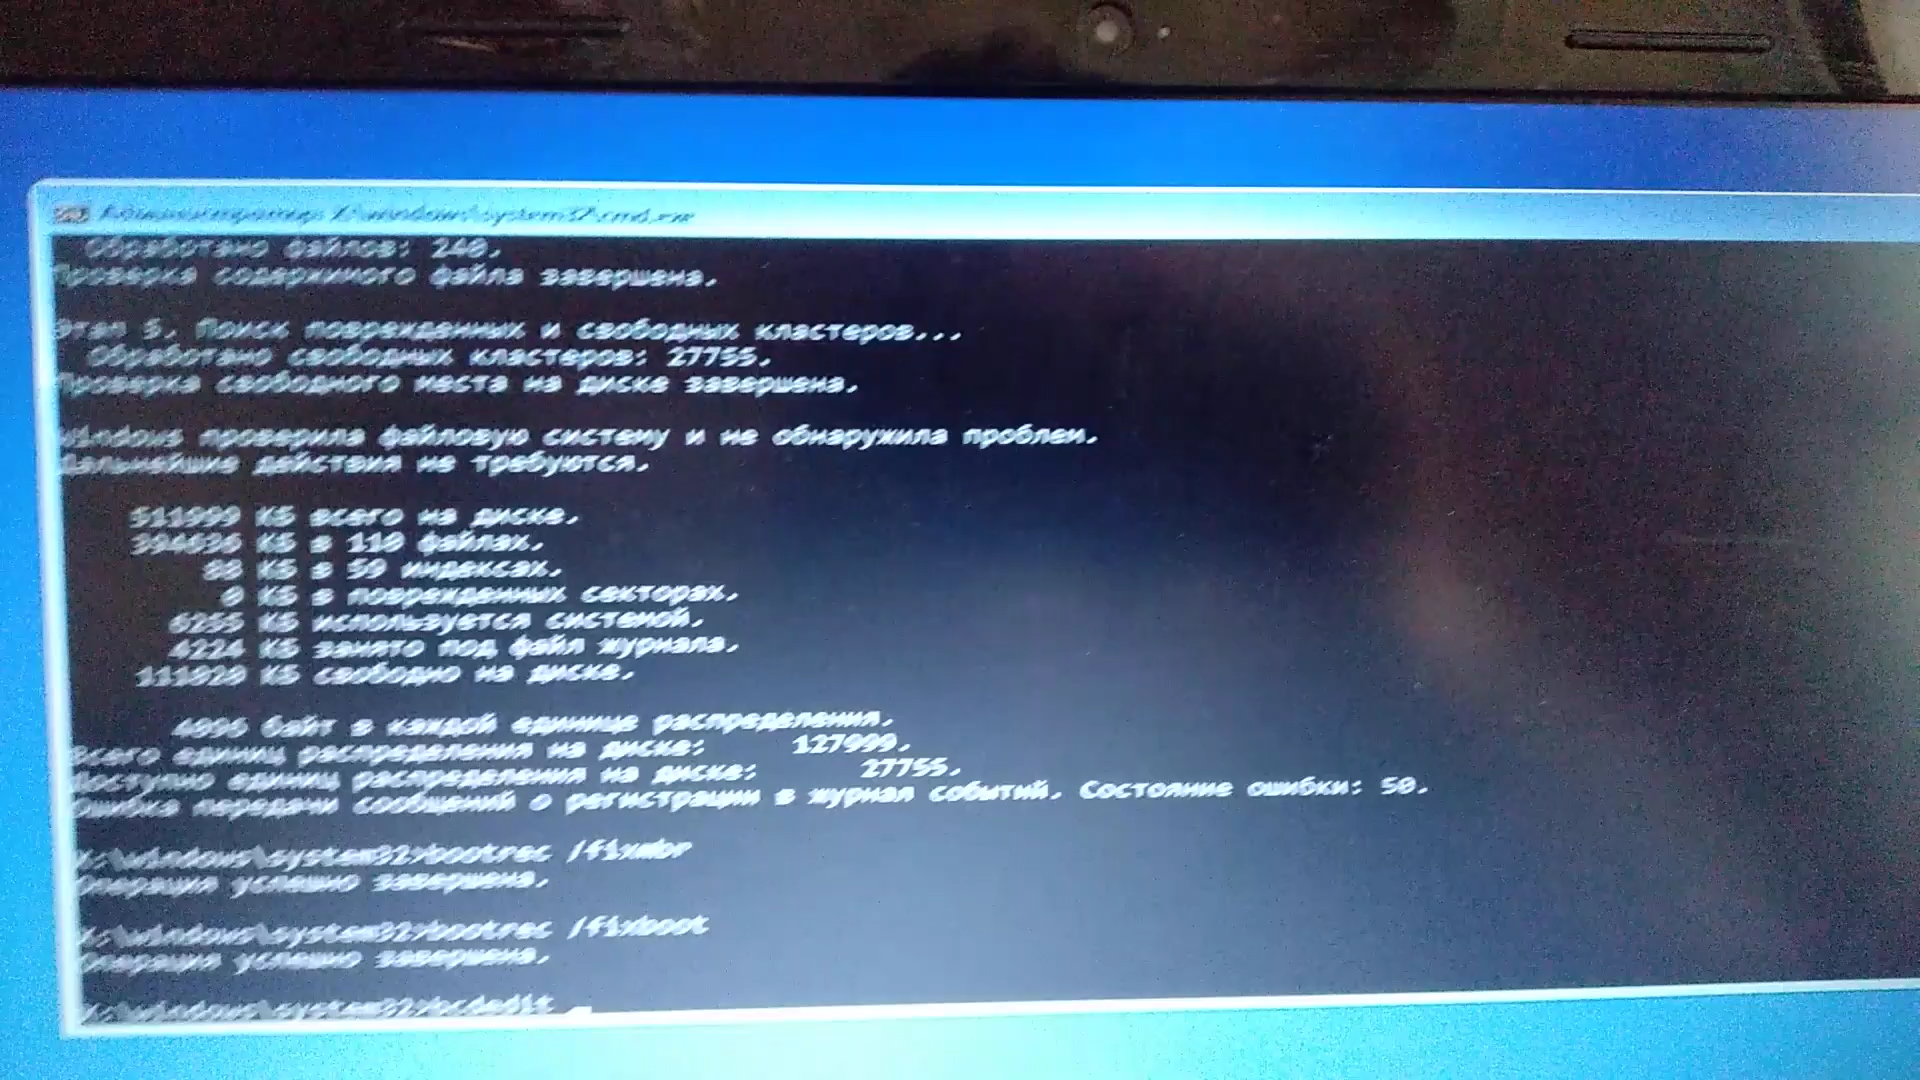 Администратор: X:\windows\system32\cmd.exe
Обработано файлов: 240.
Проверка содержимого файла завершена.
Этап 5. Поиск поврежденных и свободных кластеров...
Обработано свободных кластеров: 27755.
Проверка свободного места на диске завершена.
Windows проверила файловую систему и не обнаружила проблем.
Дальнейшие действия не требуются.
511999 КБ всего на диске.
394636 КБ в 110 файлах.
88 КБ в 59 индексах.
0 КБ в поврежденных секторах.
6255 КБ используется системой.
4224 КБ занято под файл журнала.
111020 КБ свободно на диске.
4096 байт в каждой единице распределения.
Всего единиц распределения на диске: 127999.
Доступно единиц распределения на диске: 27755.
Ошибка передачи сообщений о регистрации в журнал событий. Состояние ошибки: 50.
X:\windows\system32>bootrec /fixmbr
Операция успешно завершена.
X:\windows\system32>bootrec /fixboot
Операция успешно завершена.
X:\windows\system32>bcdedit _